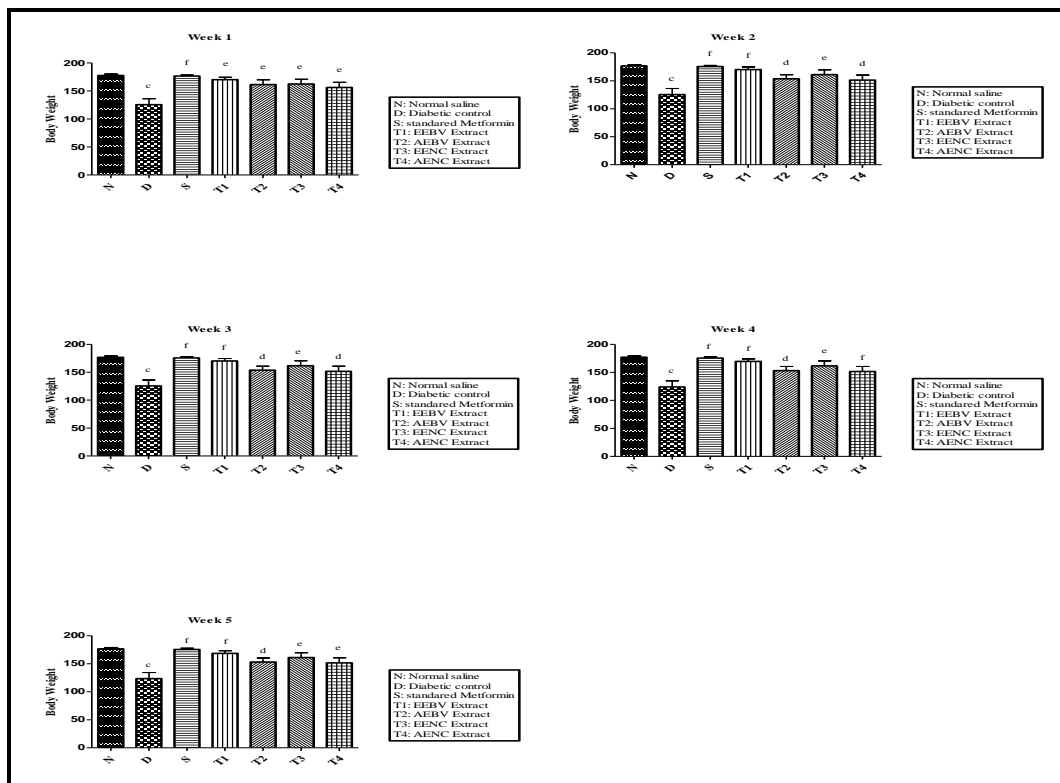 Week 1
f
e
e
e
e
c
200
150
100
50
0
Body Weight
N
D
S
T1
T2
T3
T4
N: Normal saline
D: Diabetic control
S: standared Metformin
T1: EEBV Extract
T2: AEBV Extract
T3: EENC Extract
T4: AENC Extract
Week 2
f
f
d
e
d
c
200
150
100
50
0
Body Weight
N
D
S
T1
T2
T3
T4
N: Normal saline
D: Diabetic control
S: standared Metformin
T1: EEBV Extract
T2: AEBV Extract
T3: EENC Extract
T4: AENC Extract
Week 3
f
f
d
e
d
c
200
150
100
50
0
Body Weight
N
D
S
T1
T2
T3
T4
N: Normal saline
D: Diabetic control
S: standared Metformin
T1: EEBV Extract
T2: AEBV Extract
T3: EENC Extract
T4: AENC Extract
Week 4
f
f
d
e
f
c
200
150
100
50
0
Body Weight
N
D
S
T1
T2
T3
T4
N: Normal saline
D: Diabetic control
S: standared Metformin
T1: EEBV Extract
T2: AEBV Extract
T3: EENC Extract
T4: AENC Extract
Week 5
f
f
d
e
e
c
200
150
100
50
0
Body Weight
N
D
S
T1
T2
T3
T4
N: Normal saline
D: Diabetic control
S: standared Metformin
T1: EEBV Extract
T2: AEBV Extract
T3: EENC Extract
T4: AENC Extract